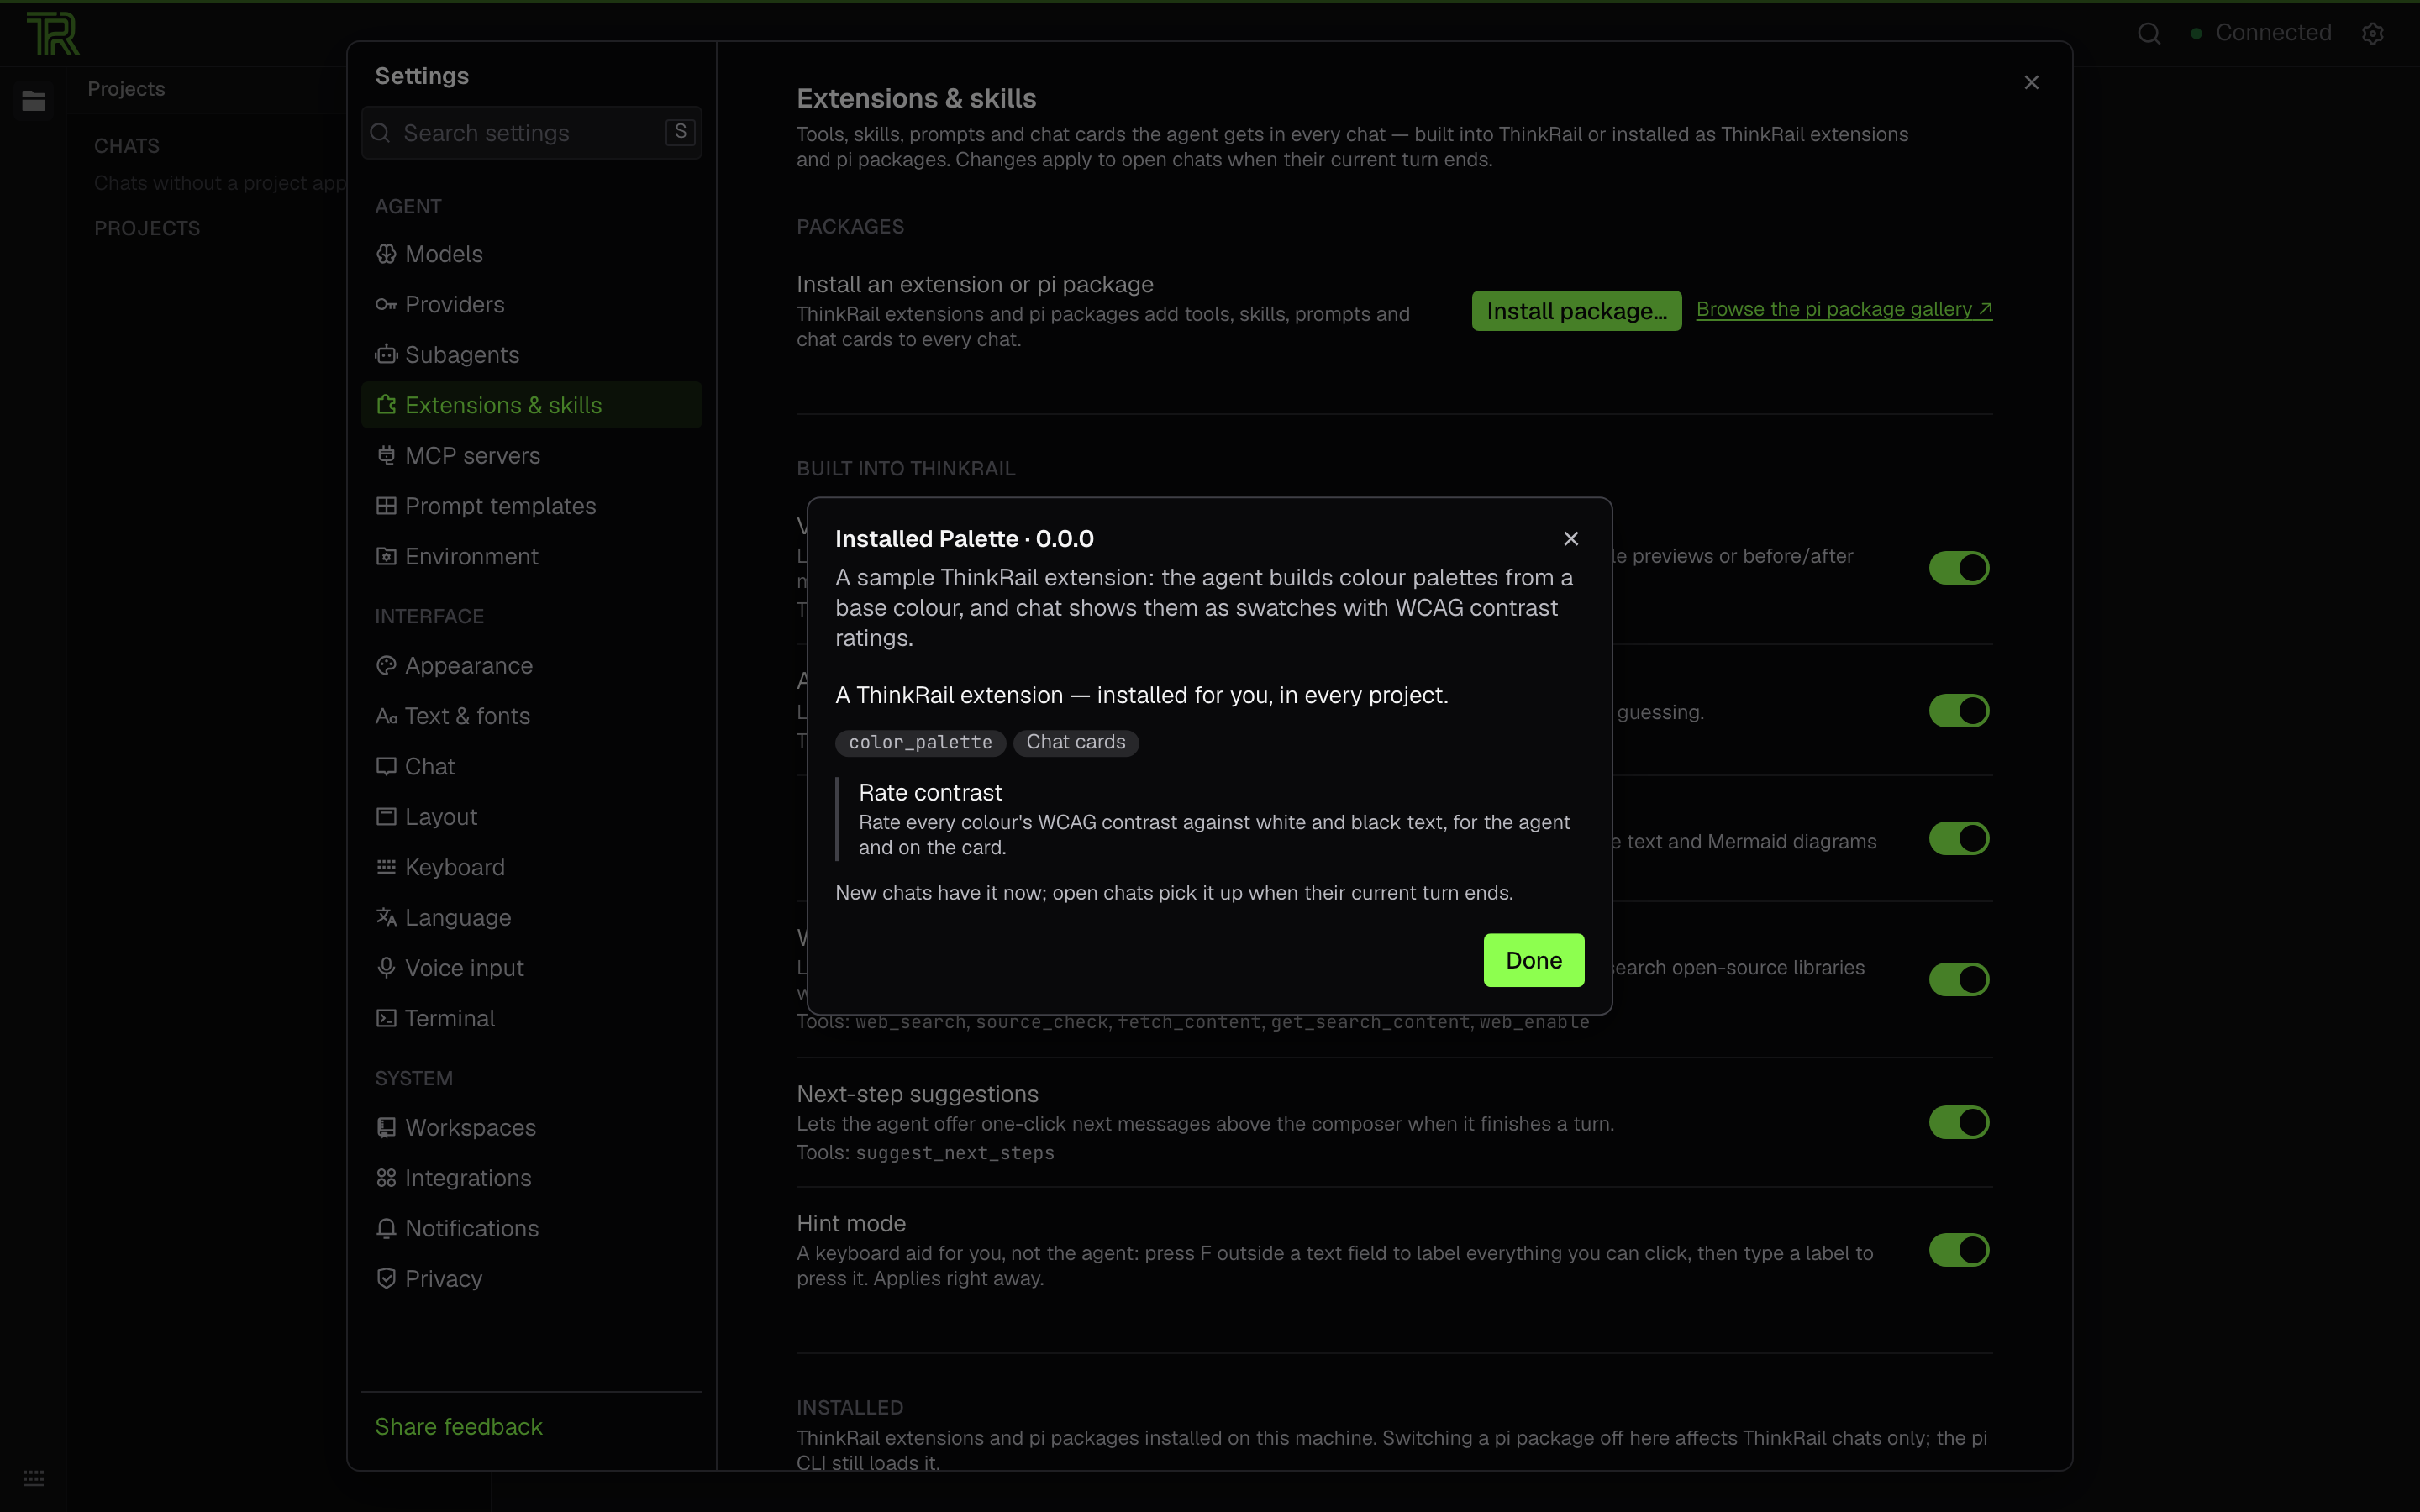 TR
Connected
Projects
CHATS
Chats without a project app
PROJECTS
Settings
Search settings
S
AGENT
Models
Providers
Subagents
Extensions & skills
MCP servers
Prompt templates
Environment
INTERFACE
Appearance
Text & fonts
Chat
Layout
Keyboard
Language
Voice input
Terminal
SYSTEM
Workspaces
Integrations
Notifications
Privacy
Share feedback
Extensions & skills
Tools, skills, prompts and chat cards the agent gets in every chat — built into ThinkRail or installed as ThinkRail extensions
and pi packages. Changes apply to open chats when their current turn ends.
PACKAGES
Install an extension or pi package
ThinkRail extensions and pi packages add tools, skills, prompts and
chat cards to every chat.
Install package...
Browse the pi package gallery ↗
BUILT INTO THINKRAIL
Installed Palette · 0.0.0
A sample ThinkRail extension: the agent builds colour palettes from a
base colour, and chat shows them as swatches with WCAG contrast
ratings.
A ThinkRail extension — installed for you, in every project.
color_palette
Chat cards
Rate contrast
Rate every colour's WCAG contrast against white and black text, for the agent
and on the card.
New chats have it now; open chats pick it up when their current turn ends.
Done
previews or before/after
guessing.
text and Mermaid diagrams
search open-source libraries
Tools: web_search, source_check, fetch_content, get_search_content, web_enable
Next-step suggestions
Lets the agent offer one-click next messages above the composer when it finishes a turn.
Tools: suggest_next_steps
Hint mode
A keyboard aid for you, not the agent: press F outside a text field to label everything you can click, then type a label to
press it. Applies right away.
INSTALLED
ThinkRail extensions and pi packages installed on this machine. Switching a pi package off here affects ThinkRail chats only; the pi
CLI still loads it.